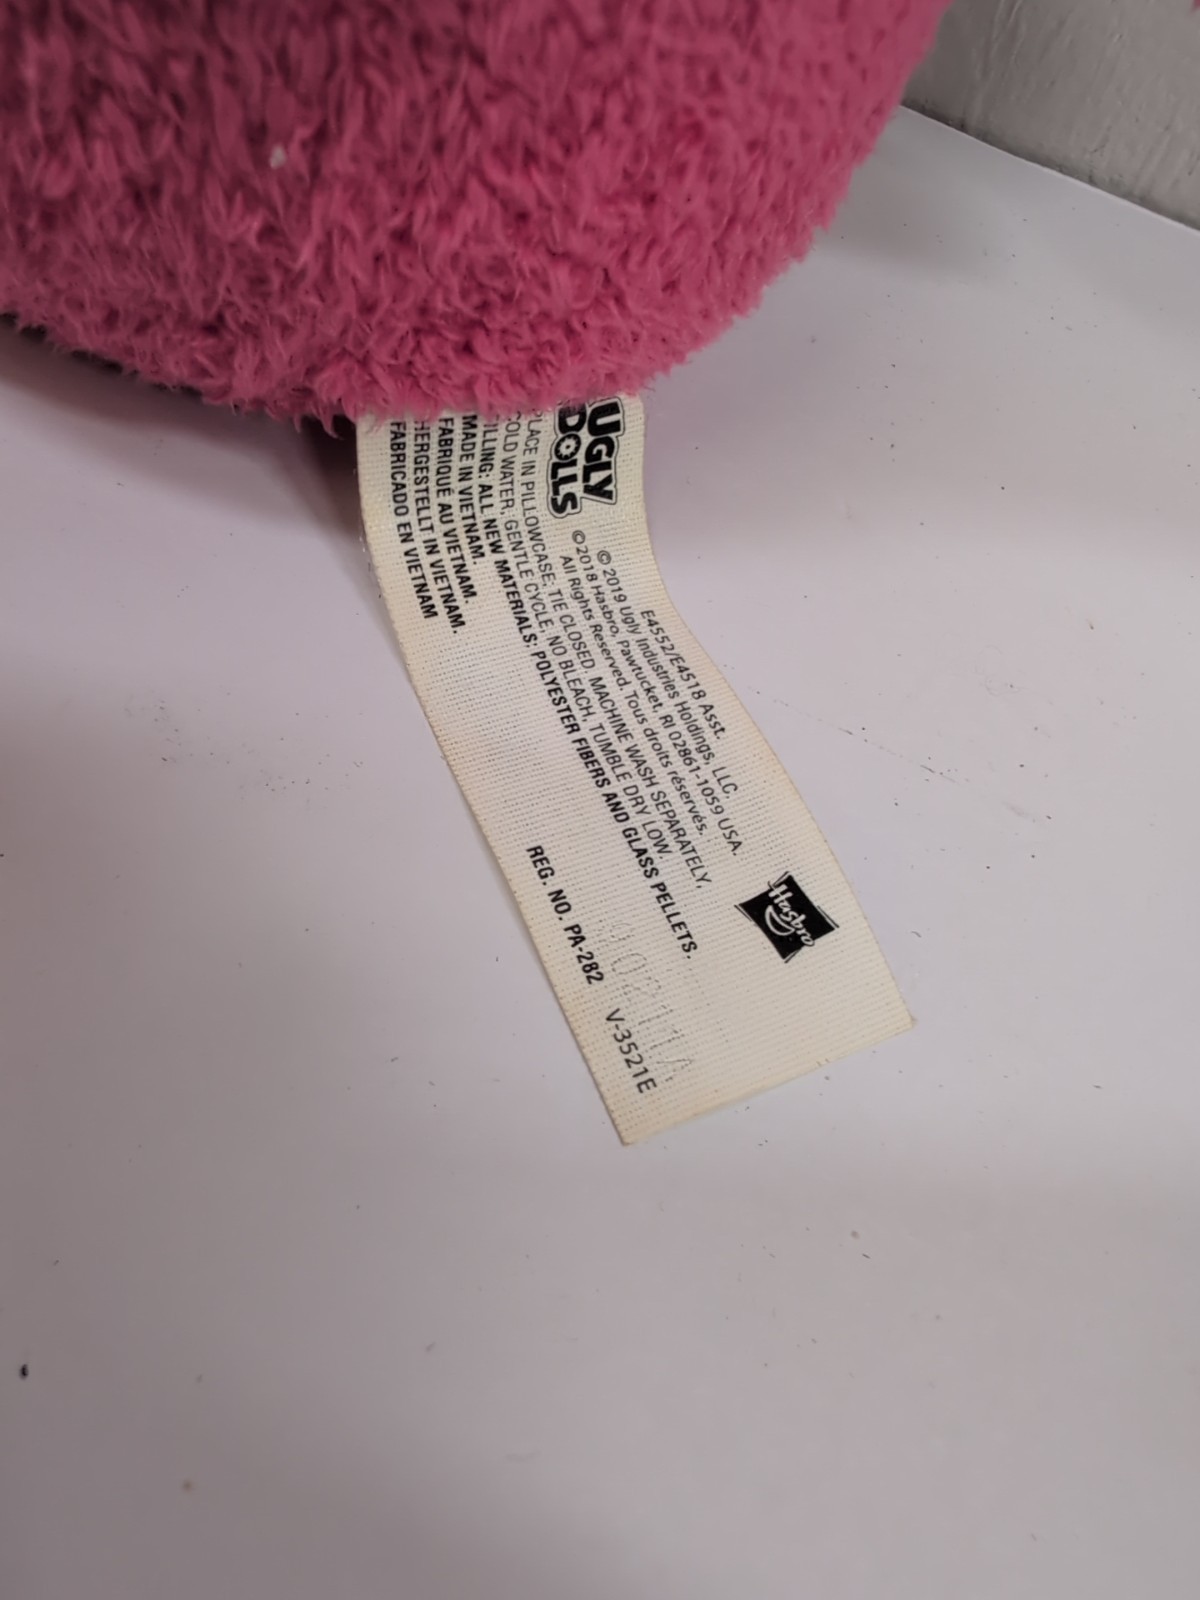 UGLY
DOLLS
E4552/E4518 Asst.
© 2019 Ugly Industries Holdings, LLC.
©2018 Hasbro, Pawtucket, RI 02861-1059 USA.
All Rights Reserved. Tous droits réservés.
PLACE IN PILLOWCASE; TIE CLOSED. MACHINE WASH SEPARATELY,
COLD WATER, GENTLE CYCLE, NO BLEACH, TUMBLE DRY LOW.
FILLING: ALL NEW MATERIALS; POLYESTER FIBERS AND GLASS PELLETS.
MADE IN VIETNAM.
FABRIQUÉ AU VIETNAM.
HERGESTELLT IN VIETNAM.
FABRICADO EN VIETNAM
REG. NO. PA-282
V-3521E
Hasbro